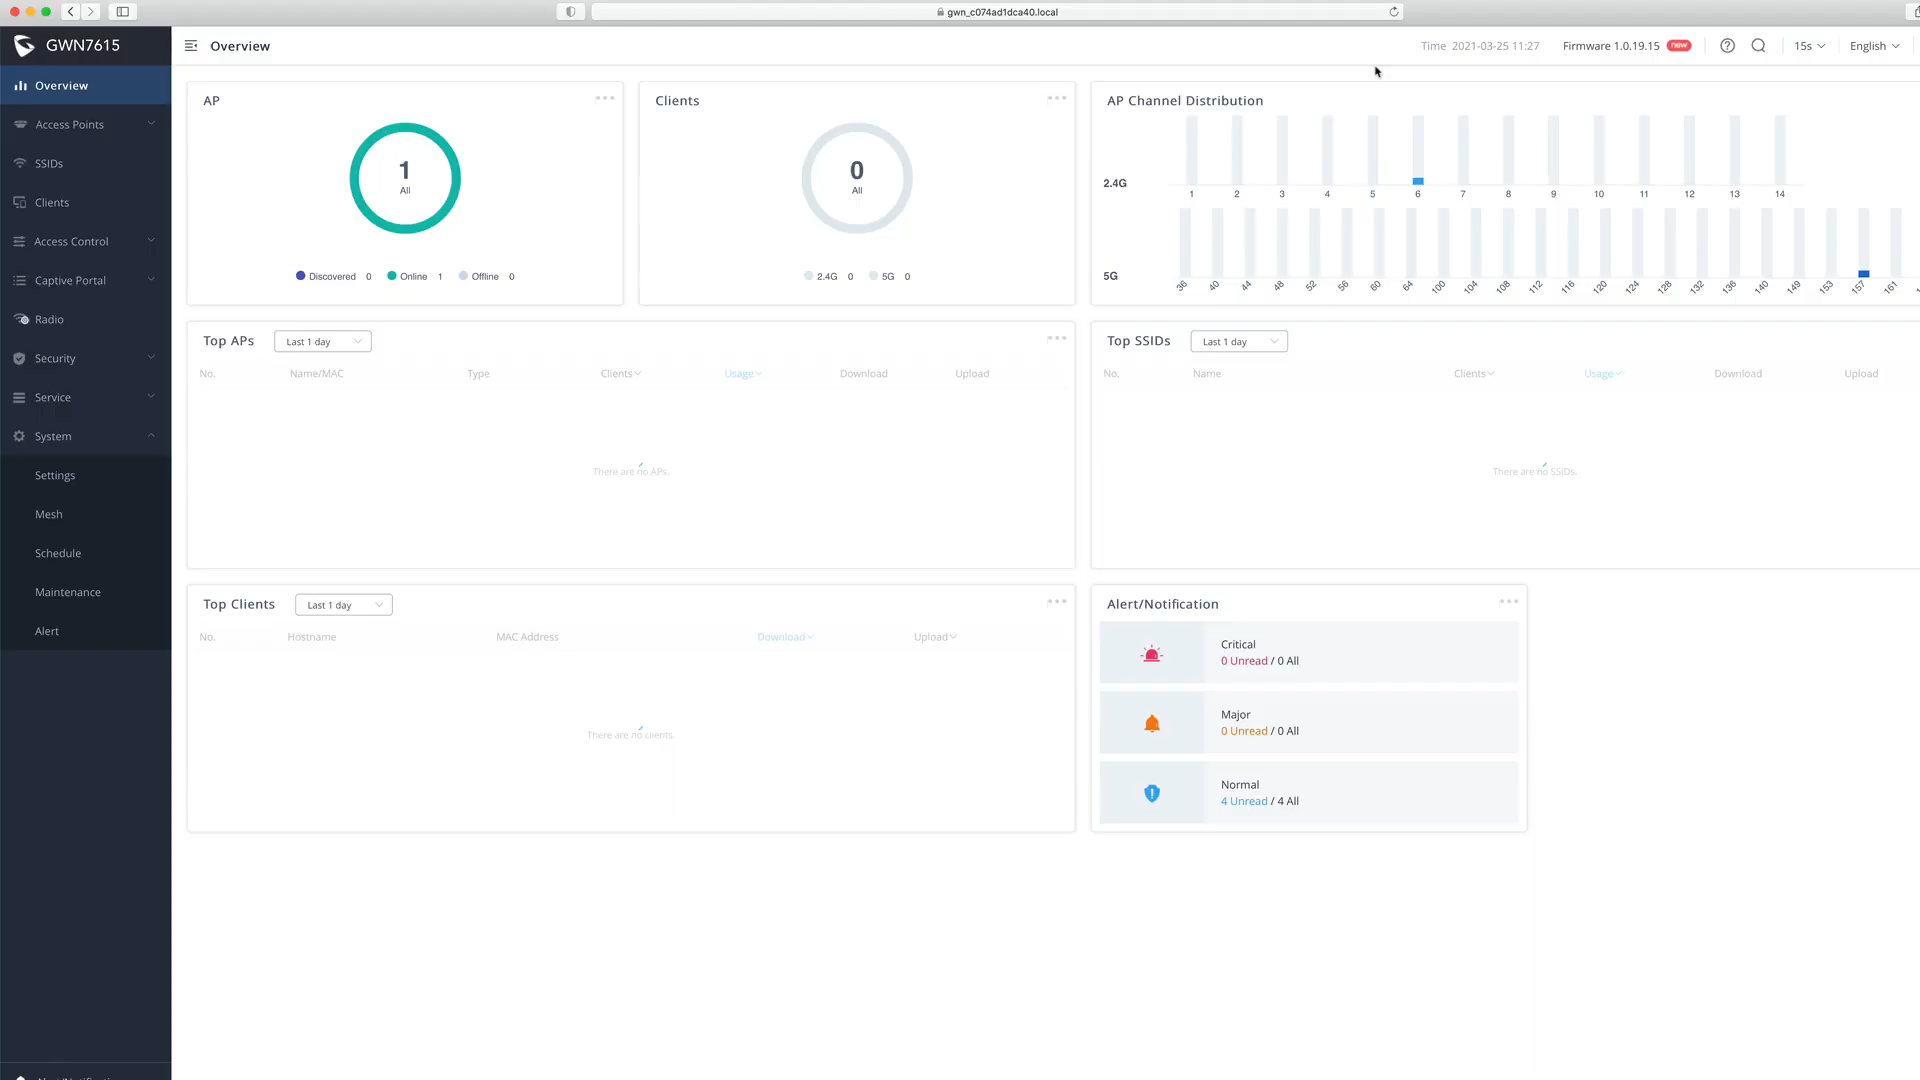 gwn_c074ad1dca40.local
GWN7615
Overview
Time 2021-03-25 11:27
Firmware 1.0.19.15 new
15s
English
Overview
Access Points
SSIDs
Clients
Access Control
Captive Portal
Radio
Security
Service
System
Settings
Mesh
Schedule
Maintenance
Alert
AP
1
All
Discovered 0 Online 1 Offline 0
Clients
0
All
2.4G 0 5G 0
AP Channel Distribution
2.4G
1 2 3 4 5 6 7 8 9 10 11 12 13 14
5G
36 40 44 48 52 56 60 64 100 104 108 112 116 120 124 128 132 136 140 149 153 157 161
Top APs Last 1 day
No. Name/MAC Type Clients Usage Download Upload
There are no APs.
Top SSIDs Last 1 day
No. Name Clients Usage Download Upload
There are no SSIDs.
Top Clients Last 1 day
No. Hostname MAC Address Download Upload
There are no clients.
Alert/Notification
Critical
0 Unread / 0 All
Major
0 Unread / 0 All
Normal
4 Unread / 4 All